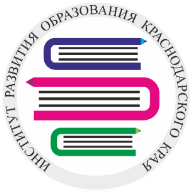 ИНСТИТУТ РАЗВИТИЯ ОБРАЗОВАНИЯ КРАСНОДАРСКОГО КРАЯ